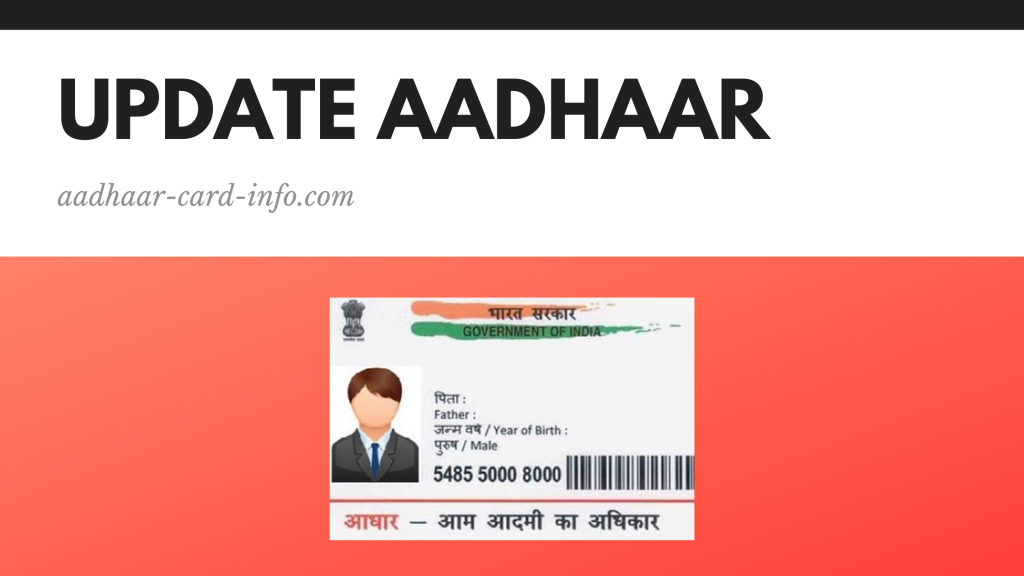 UPDATE AADHAAR
aadhaar-card-info.com
भारत सरकार
GOVERNMENT OF INDIA
पिता :
Father :
जन्म वर्ष / Year of Birth :
पुरुष / Male
5485 5000 8000
आधार — आम आदमी का अधिकार